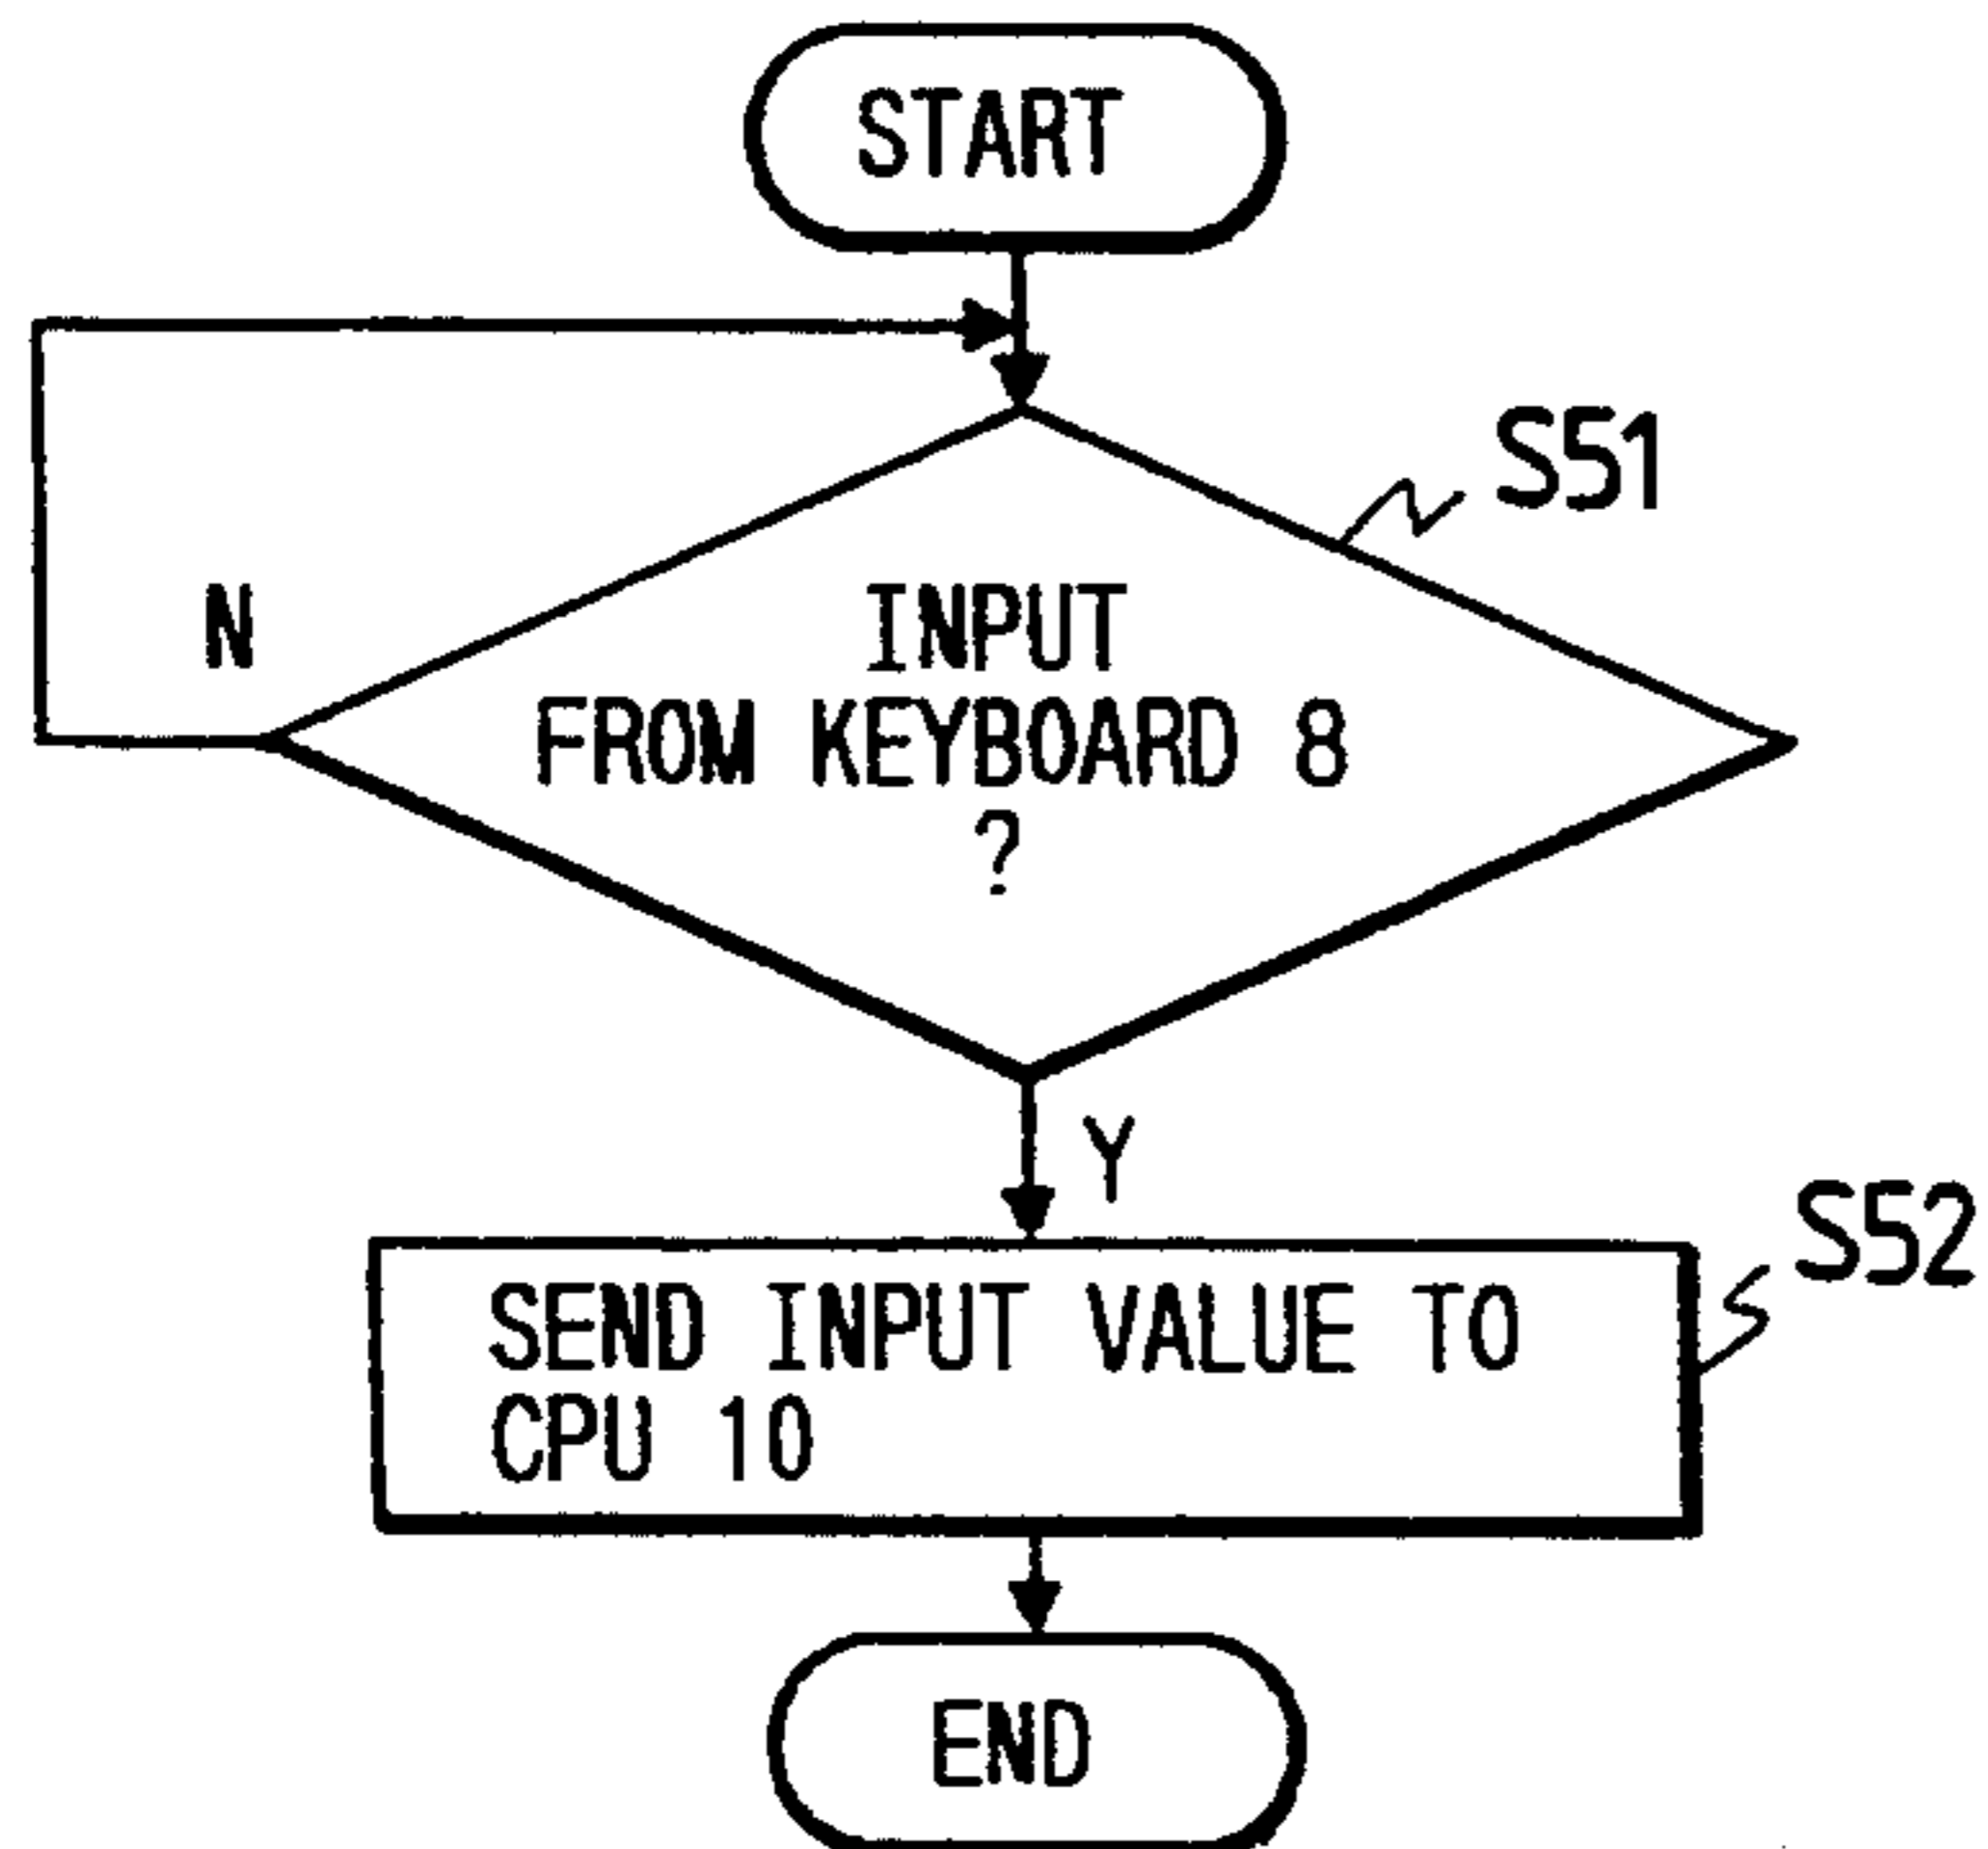 START
S51
N
INPUT
FROM KEYBOARD 8
?
Y
S52
SEND INPUT VALUE TO
CPU 10
END